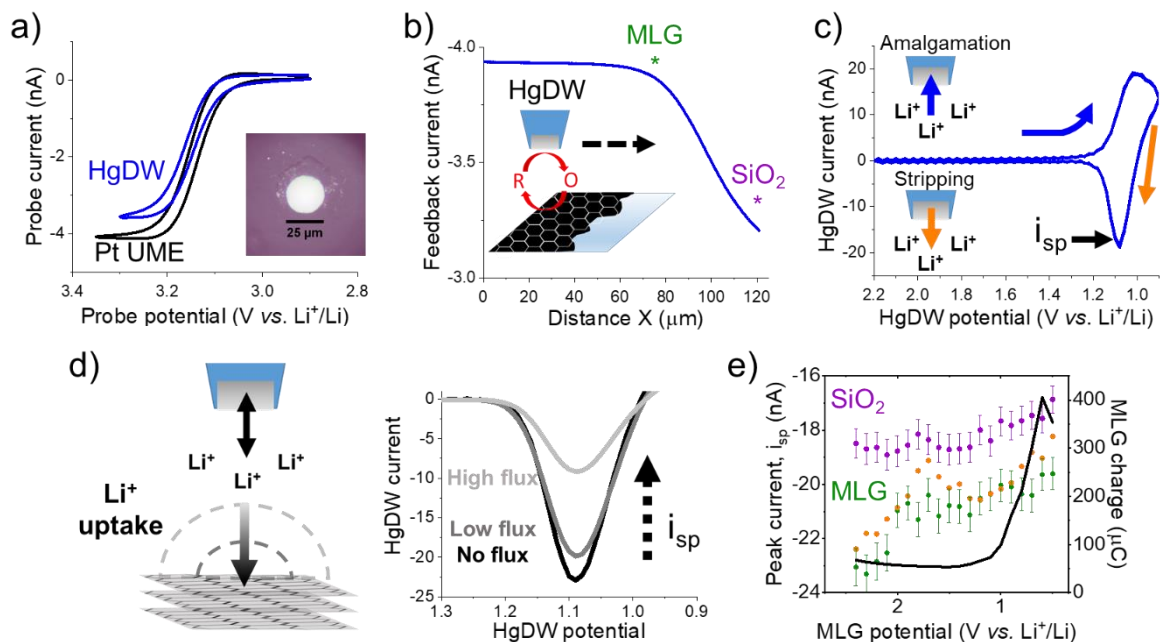 a)
Probe current (nA)
0
-2
-4
HgDW
Pt UME
25 µm
3.4 3.2 3.0 2.8
Probe potential (V vs. Li⁺/Li)
b)
Feedback current (nA)
-4.0
-3.5
-3.0
MLG
*
HgDW
R O
SiO₂
*
0 20 40 60 80 100 120
Distance X (µm)
c)
HgDW current (nA)
20
10
0
-10
-20
Amalgamation
Li⁺ Li⁺
Li⁺
Stripping
Li⁺ Li⁺
Li⁺
iₛₚ
2.2 2.0 1.8 1.6 1.4 1.2 1.0
HgDW potential (V vs. Li⁺/Li)
d)
Li⁺ Li⁺
Li⁺
Li⁺
uptake
HgDW current
0
-5
-10
-15
-20
-25
High flux
Low flux
No flux
iₛₚ
1.3 1.2 1.1 1.0 0.9
HgDW potential
e)
Peak current, iₛₚ (nA)
-16
-18
-20
-22
-24
SiO₂
MLG
400
300
200
100
0
MLG charge (µC)
2 1
MLG potential (V vs. Li⁺/Li)